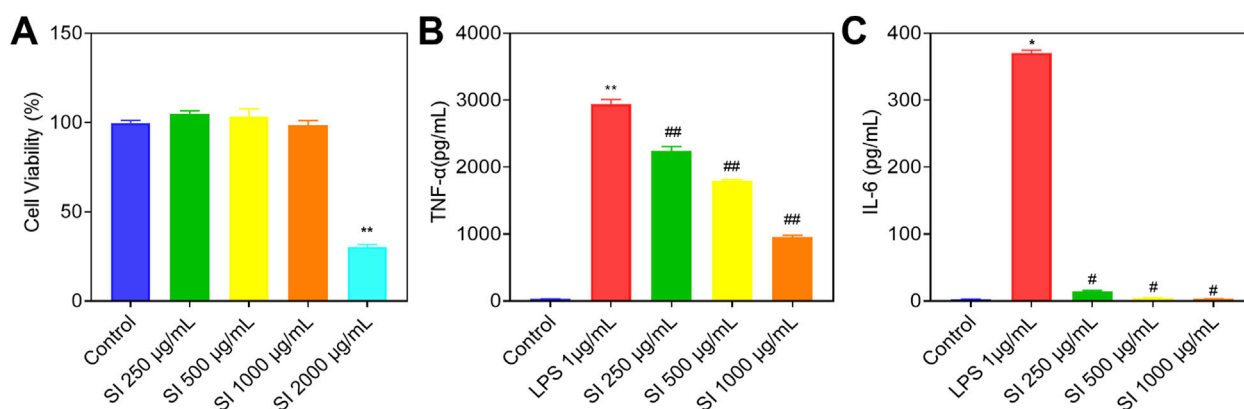 A
Cell Viability (%)
150
100
50
0
**
Control
SI 250 µg/mL
SI 500 µg/mL
SI 1000 µg/mL
SI 2000 µg/mL
B
TNF-α(pg/mL)
4000
3000
2000
1000
0
**
##
##
##
Control
LPS 1µg/mL
SI 250 µg/mL
SI 500 µg/mL
SI 1000 µg/mL
C
IL-6 (pg/mL)
400
300
200
100
0
*
#
#
#
Control
LPS 1µg/mL
SI 250 µg/mL
SI 500 µg/mL
SI 1000 µg/mL